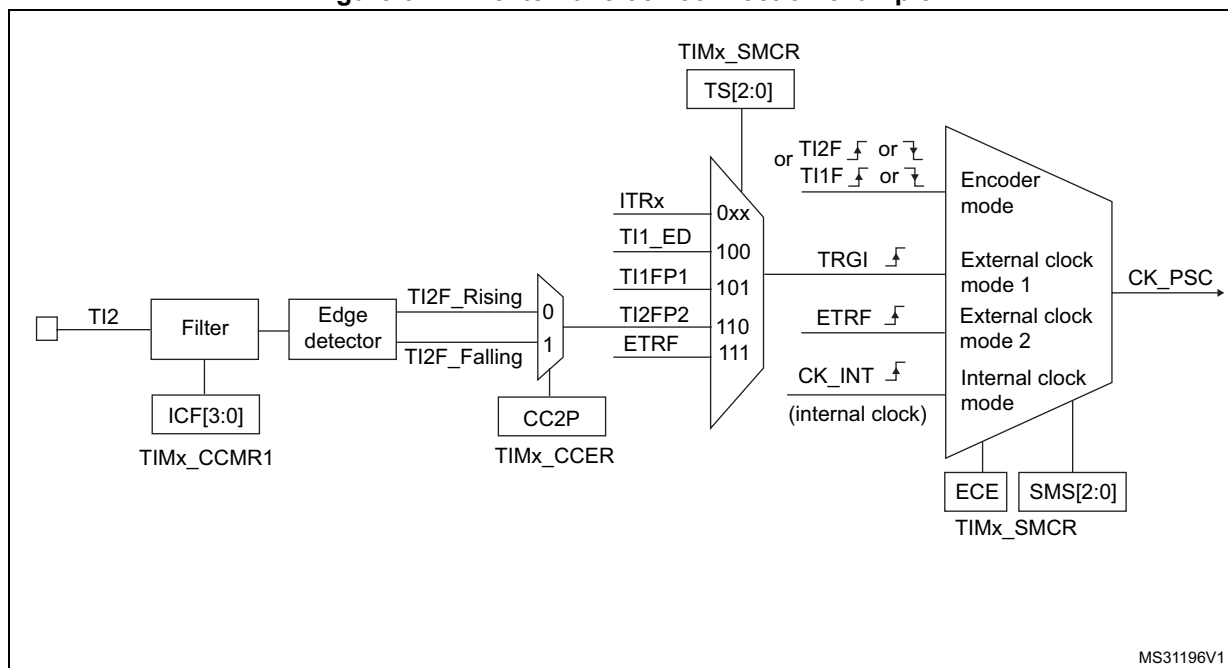 TIMx_SMCR
TS[2:0]
or TI2F or
TI1F or
Encoder
mode
ITRx
0xx
TI1_ED
100
TI1FP1
101
TI2FP2
110
ETRF
111
TRGI
External clock
mode 1
CK_PSC
ETRF
External clock
mode 2
CK_INT
(internal clock)
Internal clock
mode
TI2
Filter
Edge
detector
TI2F_Rising
0
TI2F_Falling
1
ICF[3:0]
TIMx_CCMR1
CC2P
TIMx_CCER
ECE
SMS[2:0]
TIMx_SMCR
MS31196V1